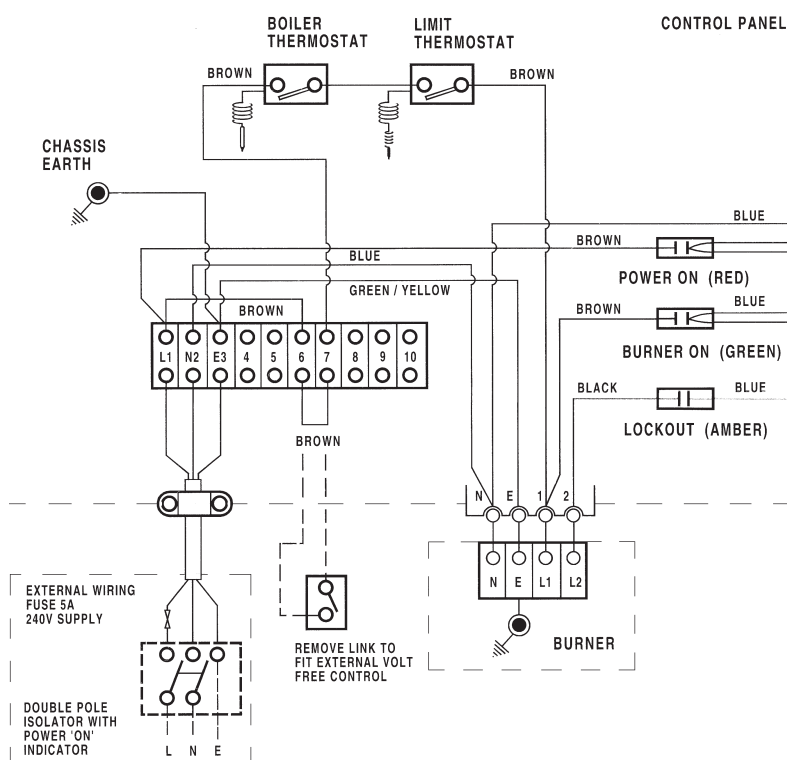 BOILER
THERMOSTAT
LIMIT
THERMOSTAT
CONTROL PANEL
BROWN
BROWN
CHASSIS
EARTH
BLUE
BROWN
BLUE
POWER ON (RED)
GREEN / YELLOW
BROWN
BROWN
BLUE
L1 N2 E3 4 5 6 7 8 9 10
BURNER ON (GREEN)
BLACK
BLUE
LOCKOUT (AMBER)
BROWN
N E 1 2
EXTERNAL WIRING
FUSE 5A
240V SUPPLY
N E L1 L2
BURNER
REMOVE LINK TO
FIT EXTERNAL VOLT
FREE CONTROL
DOUBLE POLE
ISOLATOR WITH
POWER 'ON'
INDICATOR
L N E